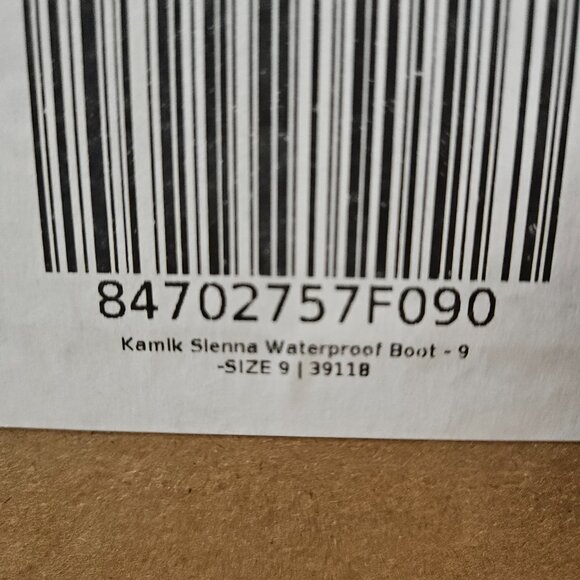 84702757F090
Kamik Sienna Waterproof Boot - 9
-SIZE 9 | 39118